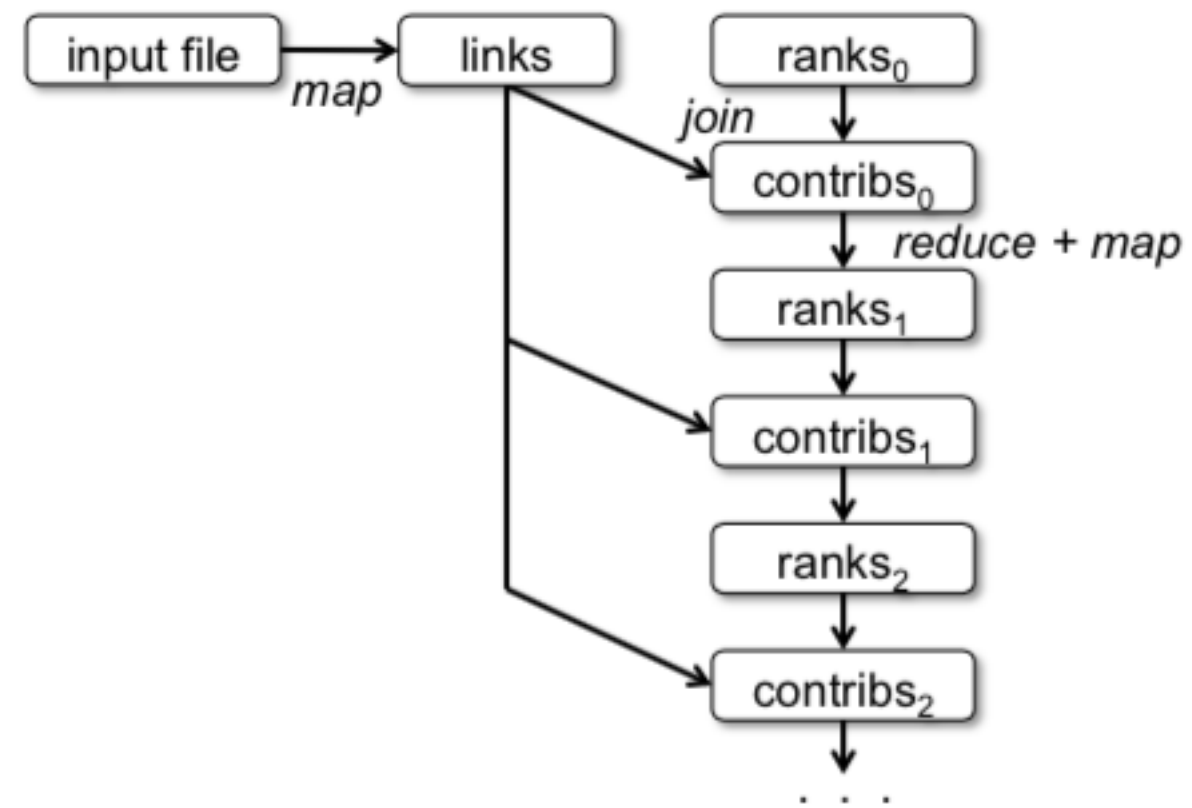 input file
map
links
ranks₀
join
contribs₀
reduce + map
ranks₁
contribs₁
ranks₂
contribs₂
. . .